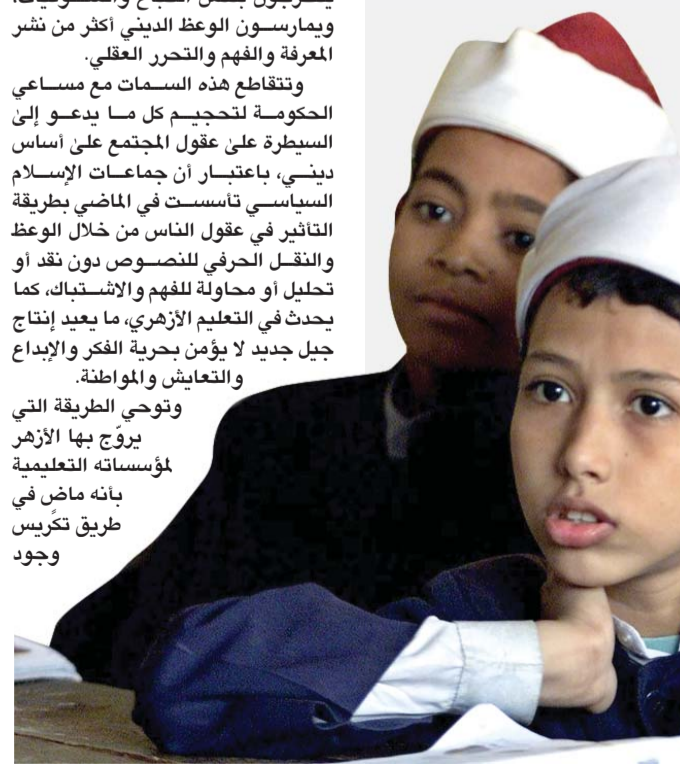 ويمارسون الوعظ الديني أكثر من نشر
المعرفة والفهم والتحرر العقلي.
وتتقاطع هذه السمات مع مساعي
الحكومة لتحجيم كل ما يدعو إلى
السيطرة على عقول المجتمع على أساس
ديني، باعتبار أن جماعات الإسلام
السياسي تأسست في الماضي بطريقة
التأثير في عقول الناس من خلال الوعظ
والنقل الحرفي للنصوص دون نقد أو
تحليل أو محاولة للفهم والاشتباك، كما
يحدث في التعليم الأزهري، ما يعيد إنتاج
جيل جديد لا يؤمن بحرية الفكر والإبداع
والتعايش والمواطنة.
وتوحي الطريقة التي
يروّج بها الأزهر
لمؤسساته التعليمية
بأنه ماض في
طريق تكريس
وجود